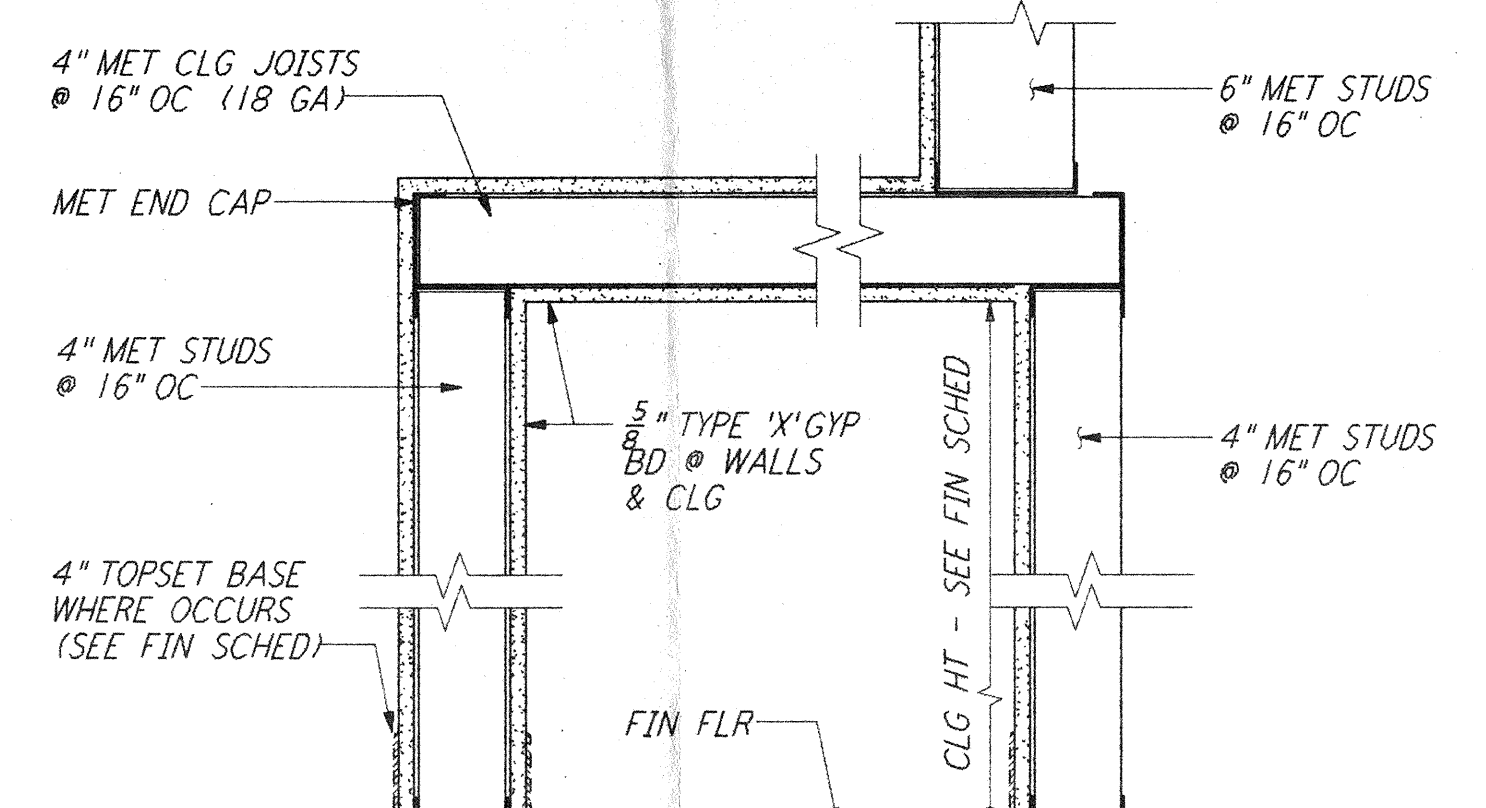 4" MET CLG JOISTS
@ 16" OC (18 GA)
6" MET STUDS
@ 16" OC
MET END CAP
4" MET STUDS
@ 16" OC
5/8" TYPE 'X' GYP
BD @ WALLS
& CLG
CLG HT - SEE FIN SCHED
4" MET STUDS
@ 16" OC
4" TOPSET BASE
WHERE OCCURS
(SEE FIN SCHED)
FIN FLR